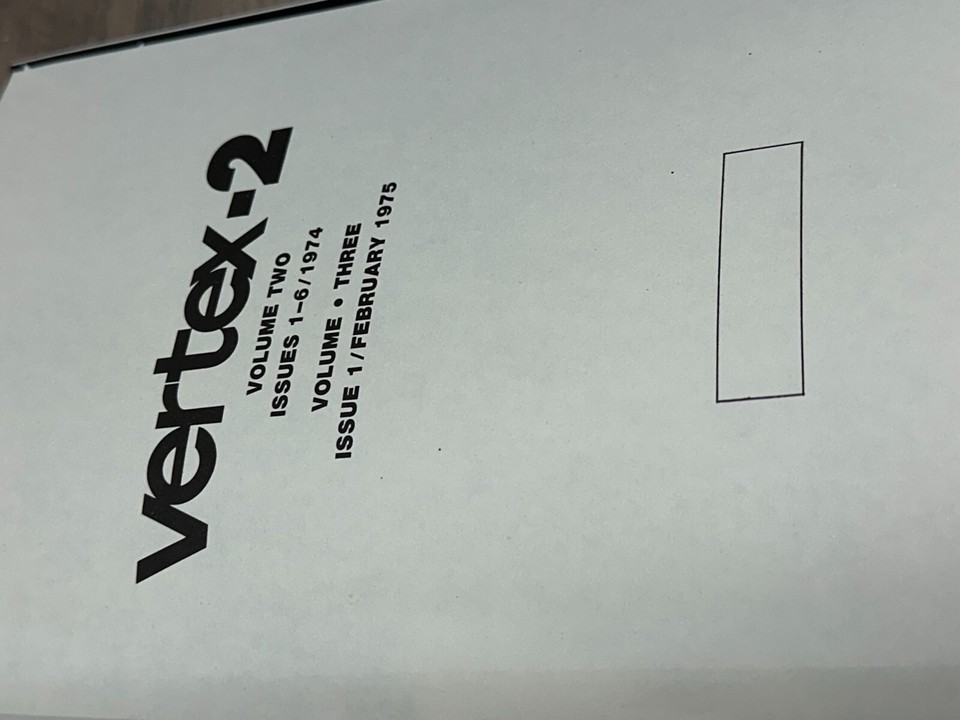 vertex-2
VOLUME TWO
ISSUES 1-6/1974
VOLUME • THREE
ISSUE 1/FEBRUARY 1975